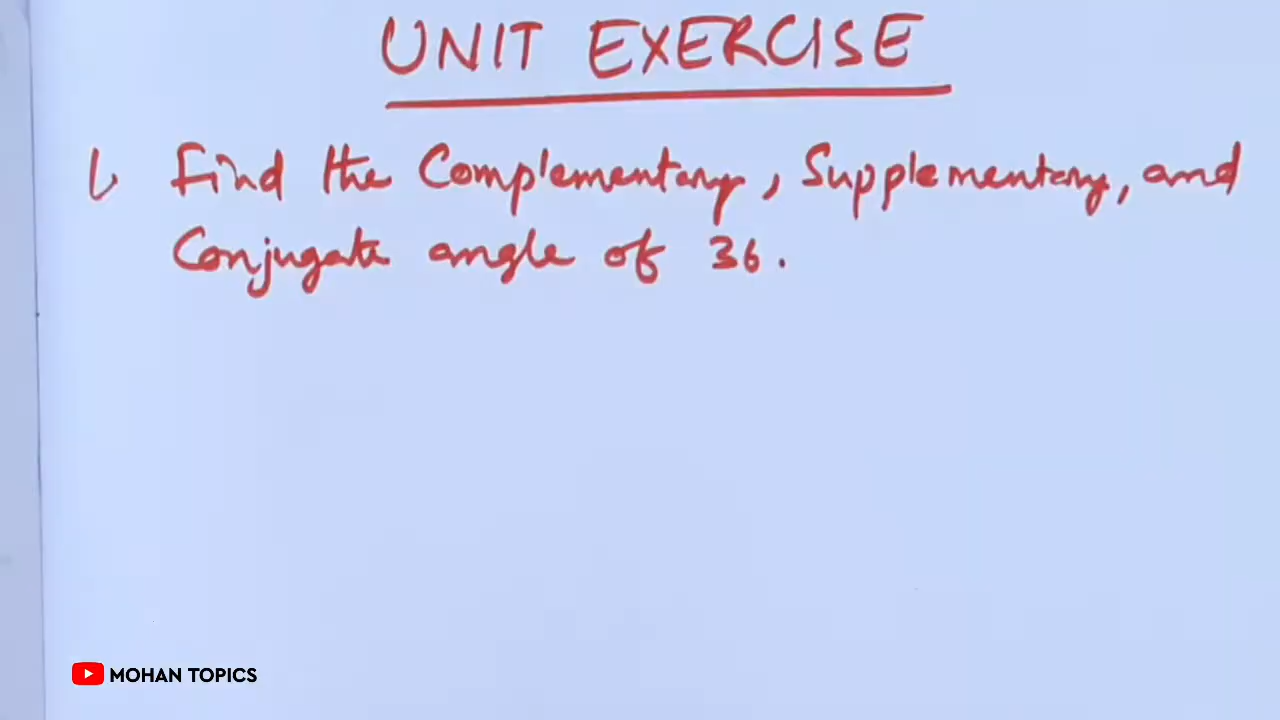 UNIT EXERCISE
1, Find the Complementary, Supplementary, and
Conjugate angle of 36.
MOHAN TOPICS